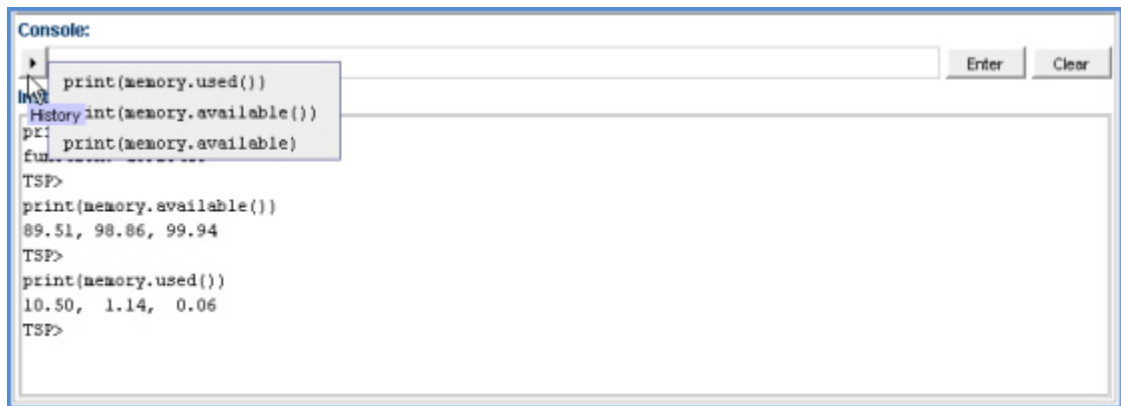 Console:
Enter Clear
print(memory.used())
History
print(memory.available())
print(memory.available)
TSP>
print(memory.available())
89.51, 98.86, 99.94
TSP>
print(memory.used())
10.50, 1.14, 0.06
TSP>